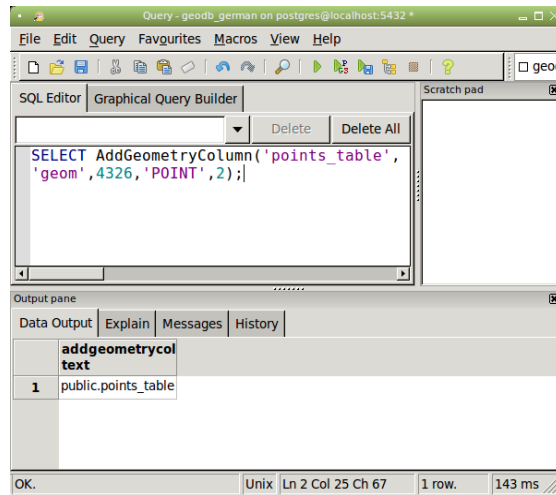 Query - geodb_german on postgres@localhost:5432 *
File Edit Query Favourites Macros View Help
geo
SQL Editor Graphical Query Builder
Scratch pad
Delete Delete All
SELECT AddGeometryColumn('points_table',
'geom',4326,'POINT',2);
Output pane
Data Output Explain Messages History
addgeometrycol
text
1 public.points_table
OK. Unix Ln 2 Col 25 Ch 67 1 row. 143 ms